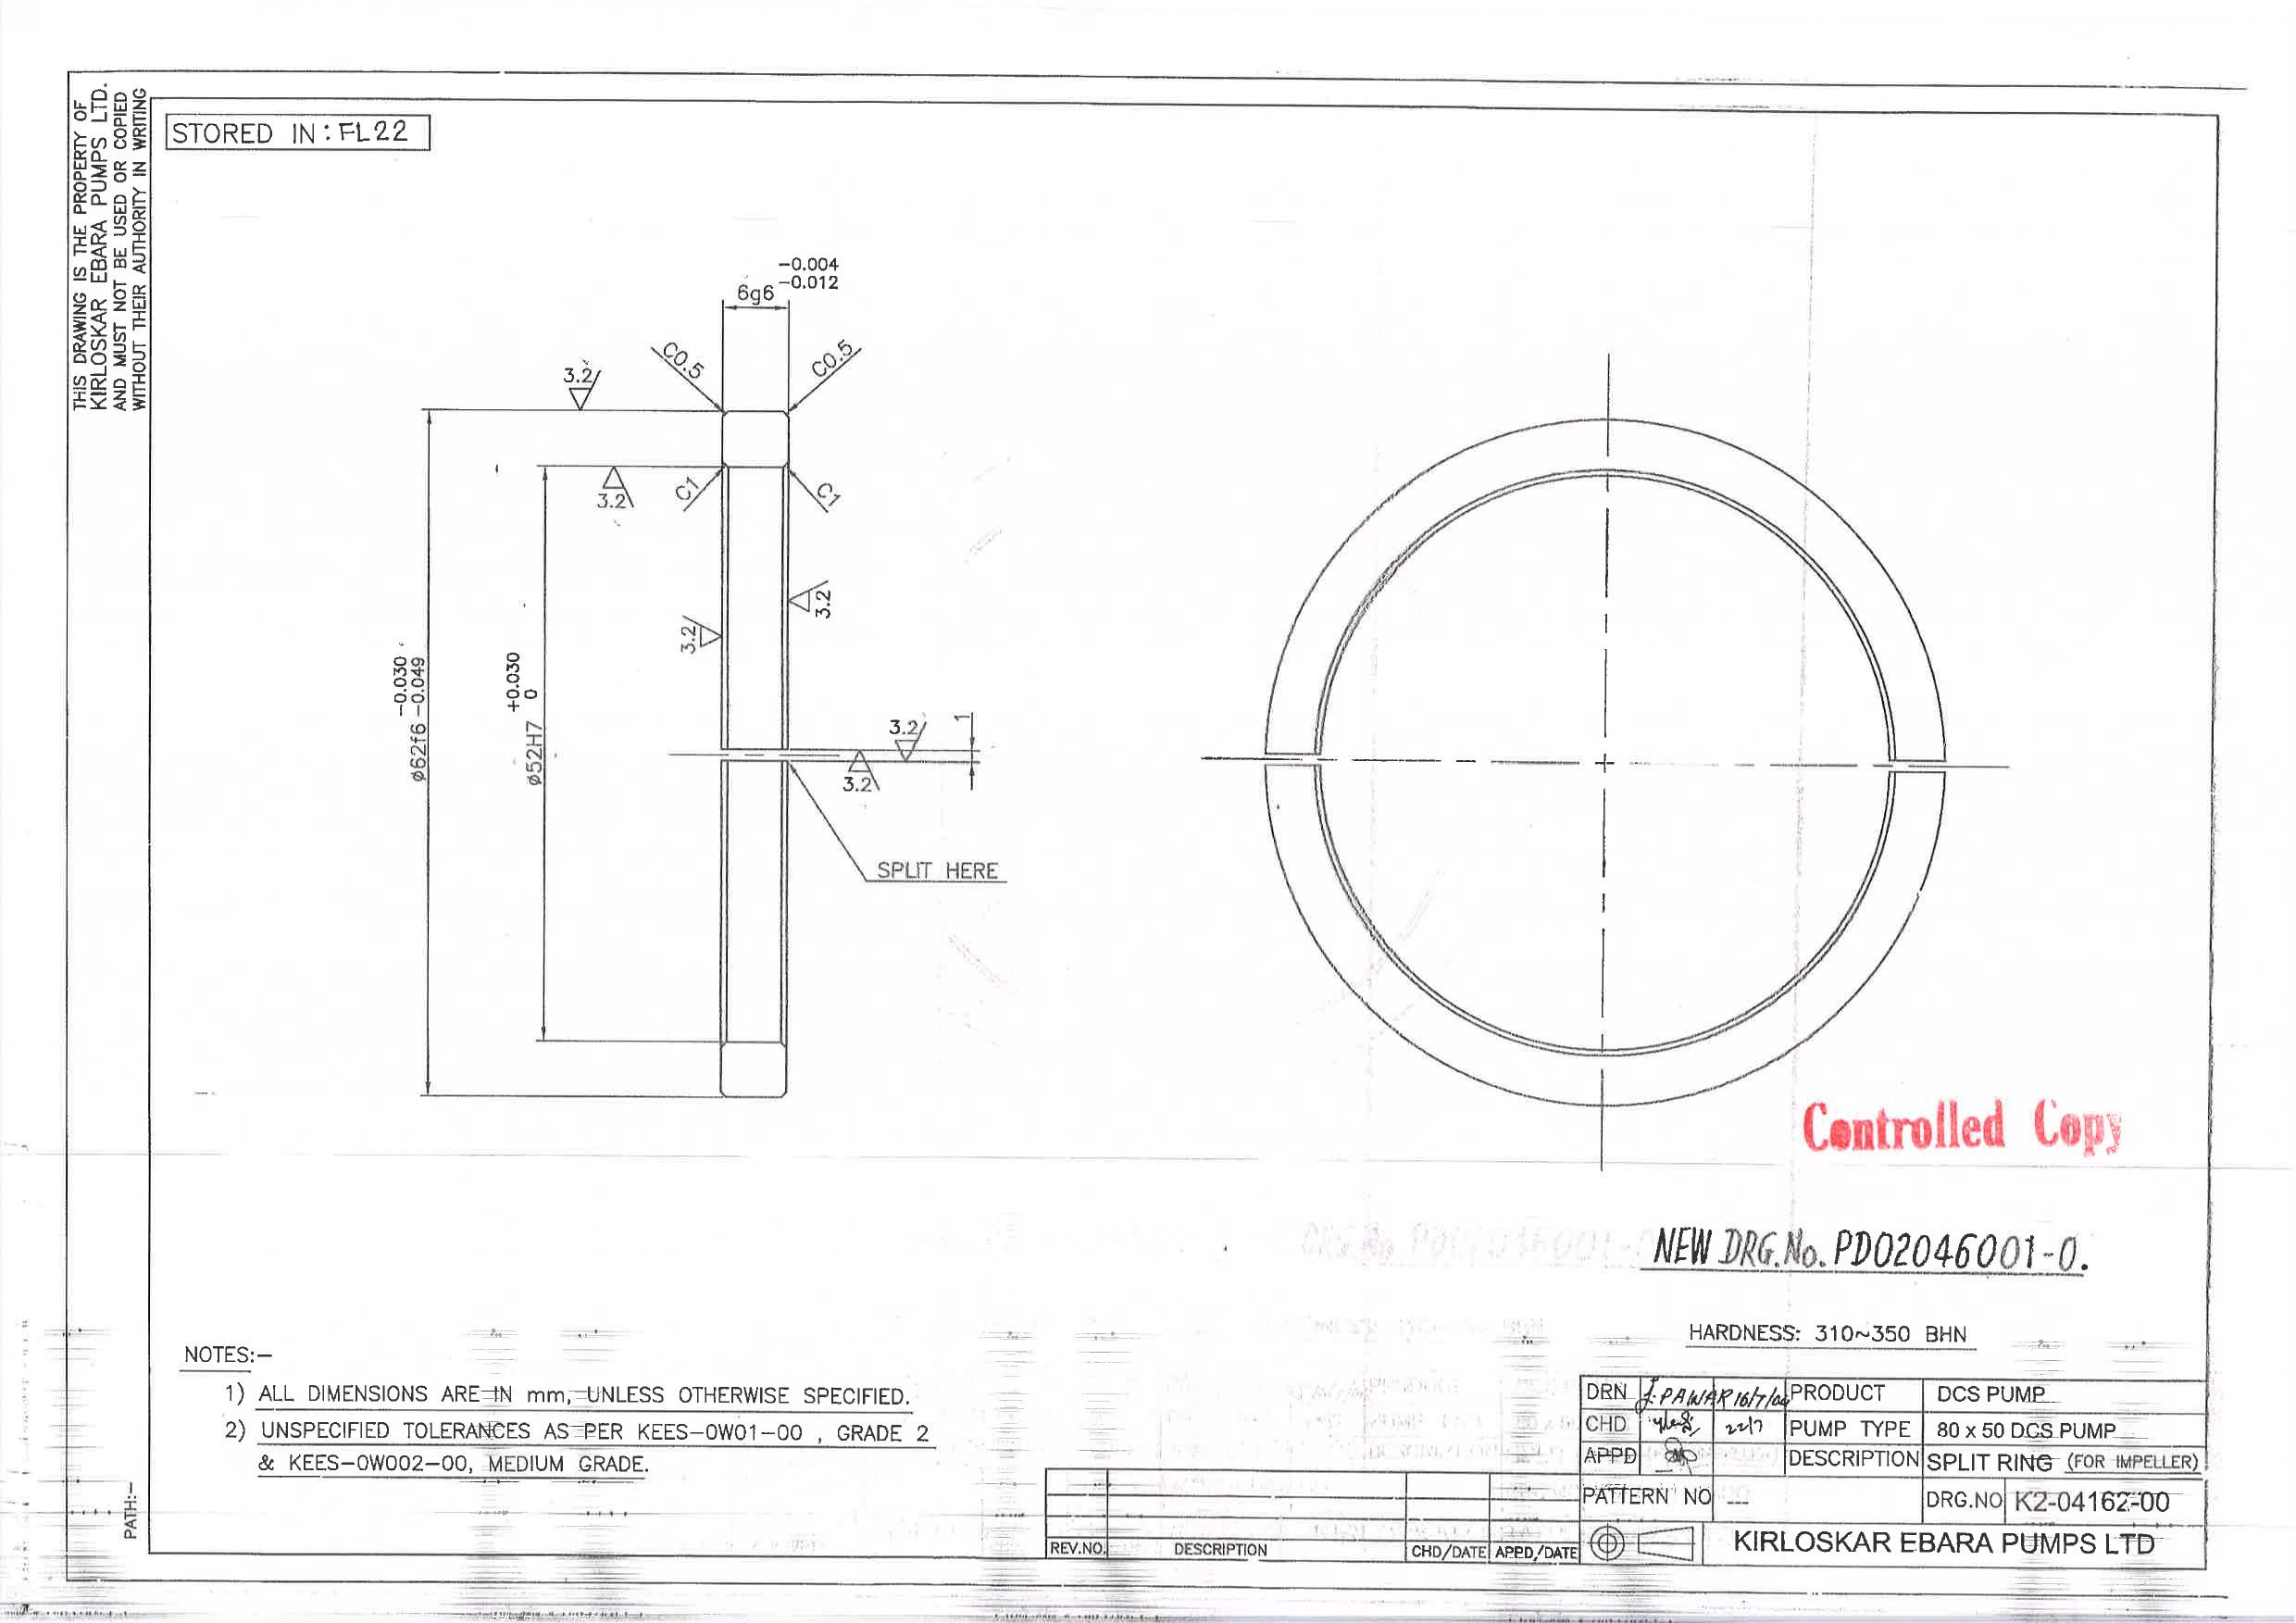 THIS DRAWING IS THE PROPERTY OF
KIRLOSKAR EBARA PUMPS LTD.
AND MUST NOT BE USED OR COPIED
WITHOUT THEIR AUTHORITY IN WRITING
STORED IN : FL22
-0.004
6g6 -0.012
C0.5
C0.5
3.2
3.2
C1
C1
3.2
3.2
-0.030
ø62f6 -0.049
+0.030
ø52H7 0
3.2
1
3.2
SPLIT HERE
Controlled Copy
NEW DRG.No. PD02046001-0.
HARDNESS: 310~350 BHN
NOTES:-
1) ALL DIMENSIONS ARE IN mm, UNLESS OTHERWISE SPECIFIED.
2) UNSPECIFIED TOLERANCES AS PER KEES-0W01-00 , GRADE 2
& KEES-0W002-00, MEDIUM GRADE.
PATH:-
DRN J.PAWAR 16/7/04 PRODUCT DCS PUMP
CHD 22/7 PUMP TYPE 80 x 50 DCS PUMP
APPD DESCRIPTION SPLIT RING (FOR IMPELLER)
PATTERN NO --- DRG.NO K2-04162-00
REV.NO. DESCRIPTION CHD/DATE APPD./DATE
KIRLOSKAR EBARA PUMPS LTD